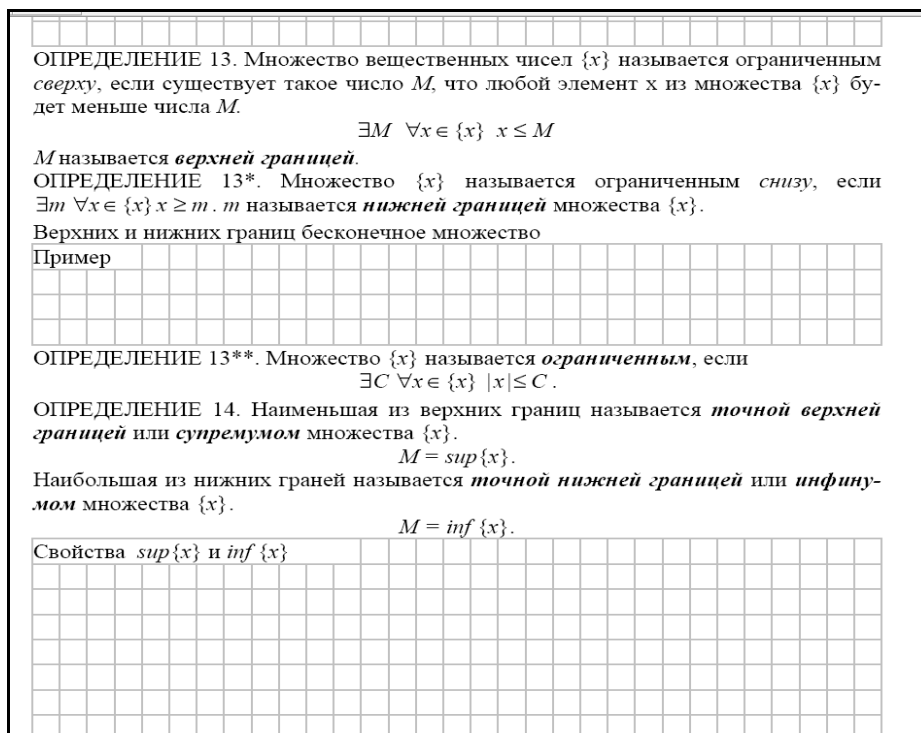 ОПРЕДЕЛЕНИЕ 13. Множество вещественных чисел {x} называется ограниченным
сверху, если существует такое число M, что любой элемент x из множества {x} бу-
дет меньше числа M.
∃M ∀x ∈ {x} x ≤ M
M называется верхней границей.
ОПРЕДЕЛЕНИЕ 13*. Множество {x} называется ограниченным снизу, если
∃m ∀x ∈ {x} x ≥ m . m называется нижней границей множества {x}.
Верхних и нижних границ бесконечное множество
Пример
ОПРЕДЕЛЕНИЕ 13**. Множество {x} называется ограниченным, если
∃C ∀x ∈ {x} |x| ≤ C .
ОПРЕДЕЛЕНИЕ 14. Наименьшая из верхних границ называется точной верхней
границей или супремумом множества {x}.
M = sup{x}.
Наибольшая из нижних граней называется точной нижней границей или инфину-
мом множества {x}.
M = inf {x}.
Свойства sup{x} и inf {x}